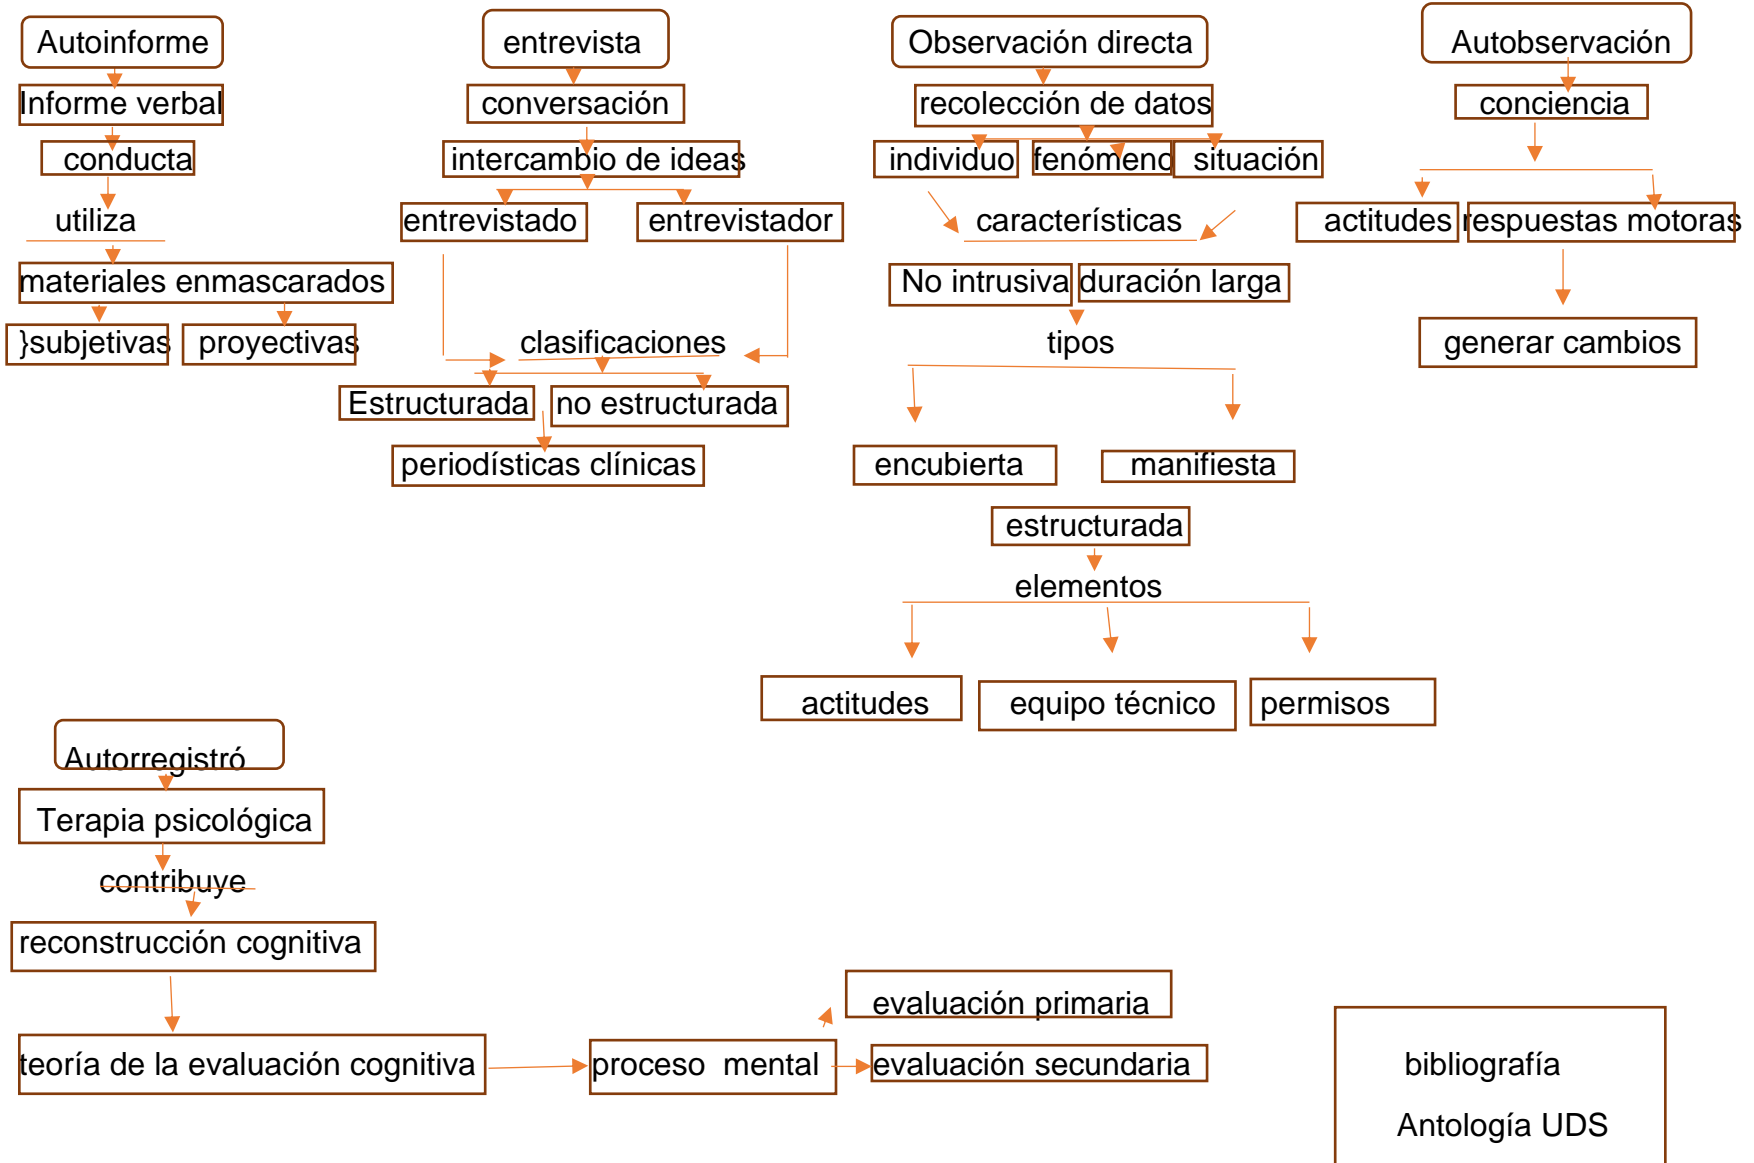 Autoinforme
Informe verbal
conducta
utiliza
materiales enmascarados
}subjetivas
proyectivas
entrevista
conversación
intercambio de ideas
entrevistado
entrevistador
clasificaciones
Estructurada
no estructurada
periodísticas clínicas
Observación directa
recolección de datos
individuo
fenómeno
situación
características
No intrusiva
duración larga
tipos
encubierta
manifiesta
estructurada
elementos
actitudes
equipo técnico
permisos
Autobservación
conciencia
actitudes
respuestas motoras
generar cambios
Autorregistró
Terapia psicológica
contribuye
reconstrucción cognitiva
teoría de la evaluación cognitiva
proceso mental
evaluación primaria
evaluación secundaria
bibliografía
Antología UDS